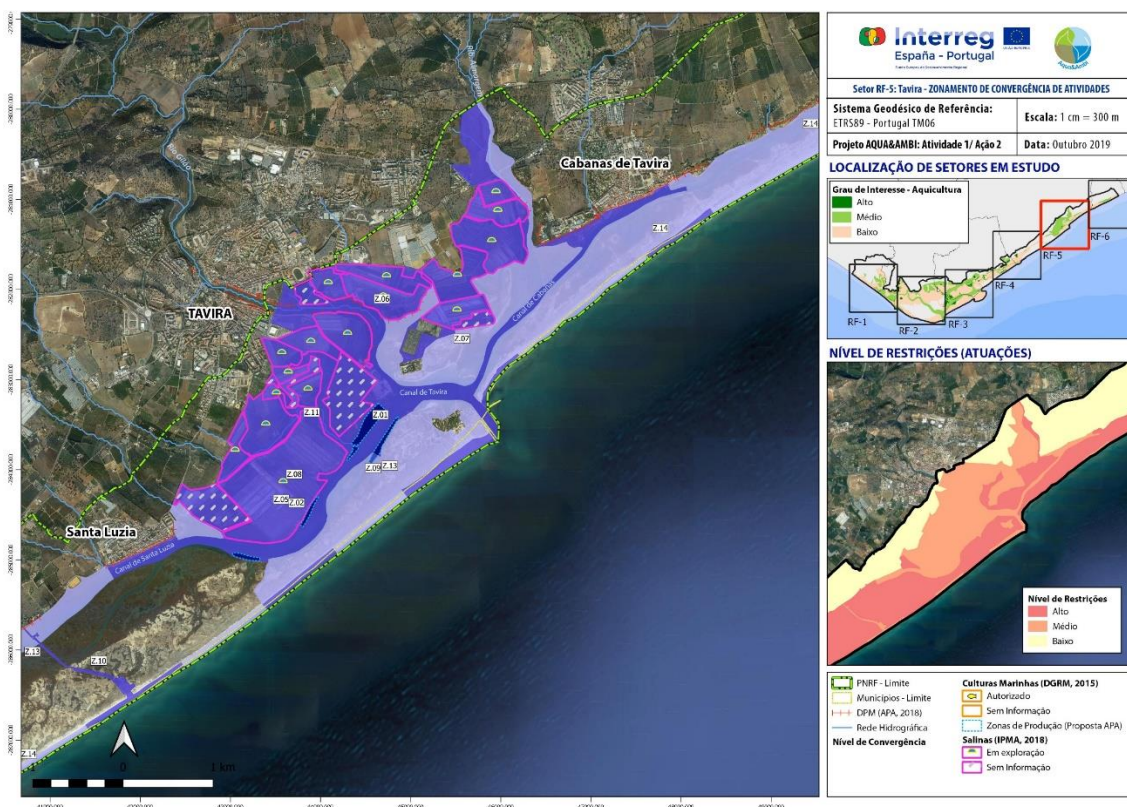 Rib. Almargem
Rio Gilão
Cabanas de Tavira
Z.14
Z.14
Canal de Cabanas
Z.06
TAVIRA
Z.07
Canal de Tavira
Z.11
Z.01
Z.09
Z.13
Z.08
Z.05
Z.02
Santa Luzia
Canal de Santa Luzia
Z.13
Z.10
Z.14
0
1 km
Interreg
España - Portugal
Aqua&Ambi
Setor RF-5: Tavira - ZONAMENTO DE CONVERGÊNCIA DE ATIVIDADES
Sistema Geodésico de Referência:
ETRS89 - Portugal TM06
Escala: 1 cm = 300 m
Projeto AQUA&AMBI: Atividade 1/ Ação 2
Data: Outubro 2019
LOCALIZAÇÃO DE SETORES EM ESTUDO
Grau de Interesse - Aquicultura
Alto
Médio
Baixo
RF-1
RF-2
RF-3
RF-4
RF-5
RF-6
NÍVEL DE RESTRIÇÕES (ATUAÇÕES)
Nível de Restrições
Alto
Médio
Baixo
PNRF - Limite
Municípios - Limite
DPM (APA, 2018)
Rede Hidrográfica
Nível de Convergência
Culturas Marinhas (DGRM, 2015)
Autorizado
Sem Informação
Zonas de Produção (Proposta APA)
Salinas (IPMA, 2018)
Em exploração
Sem Informação